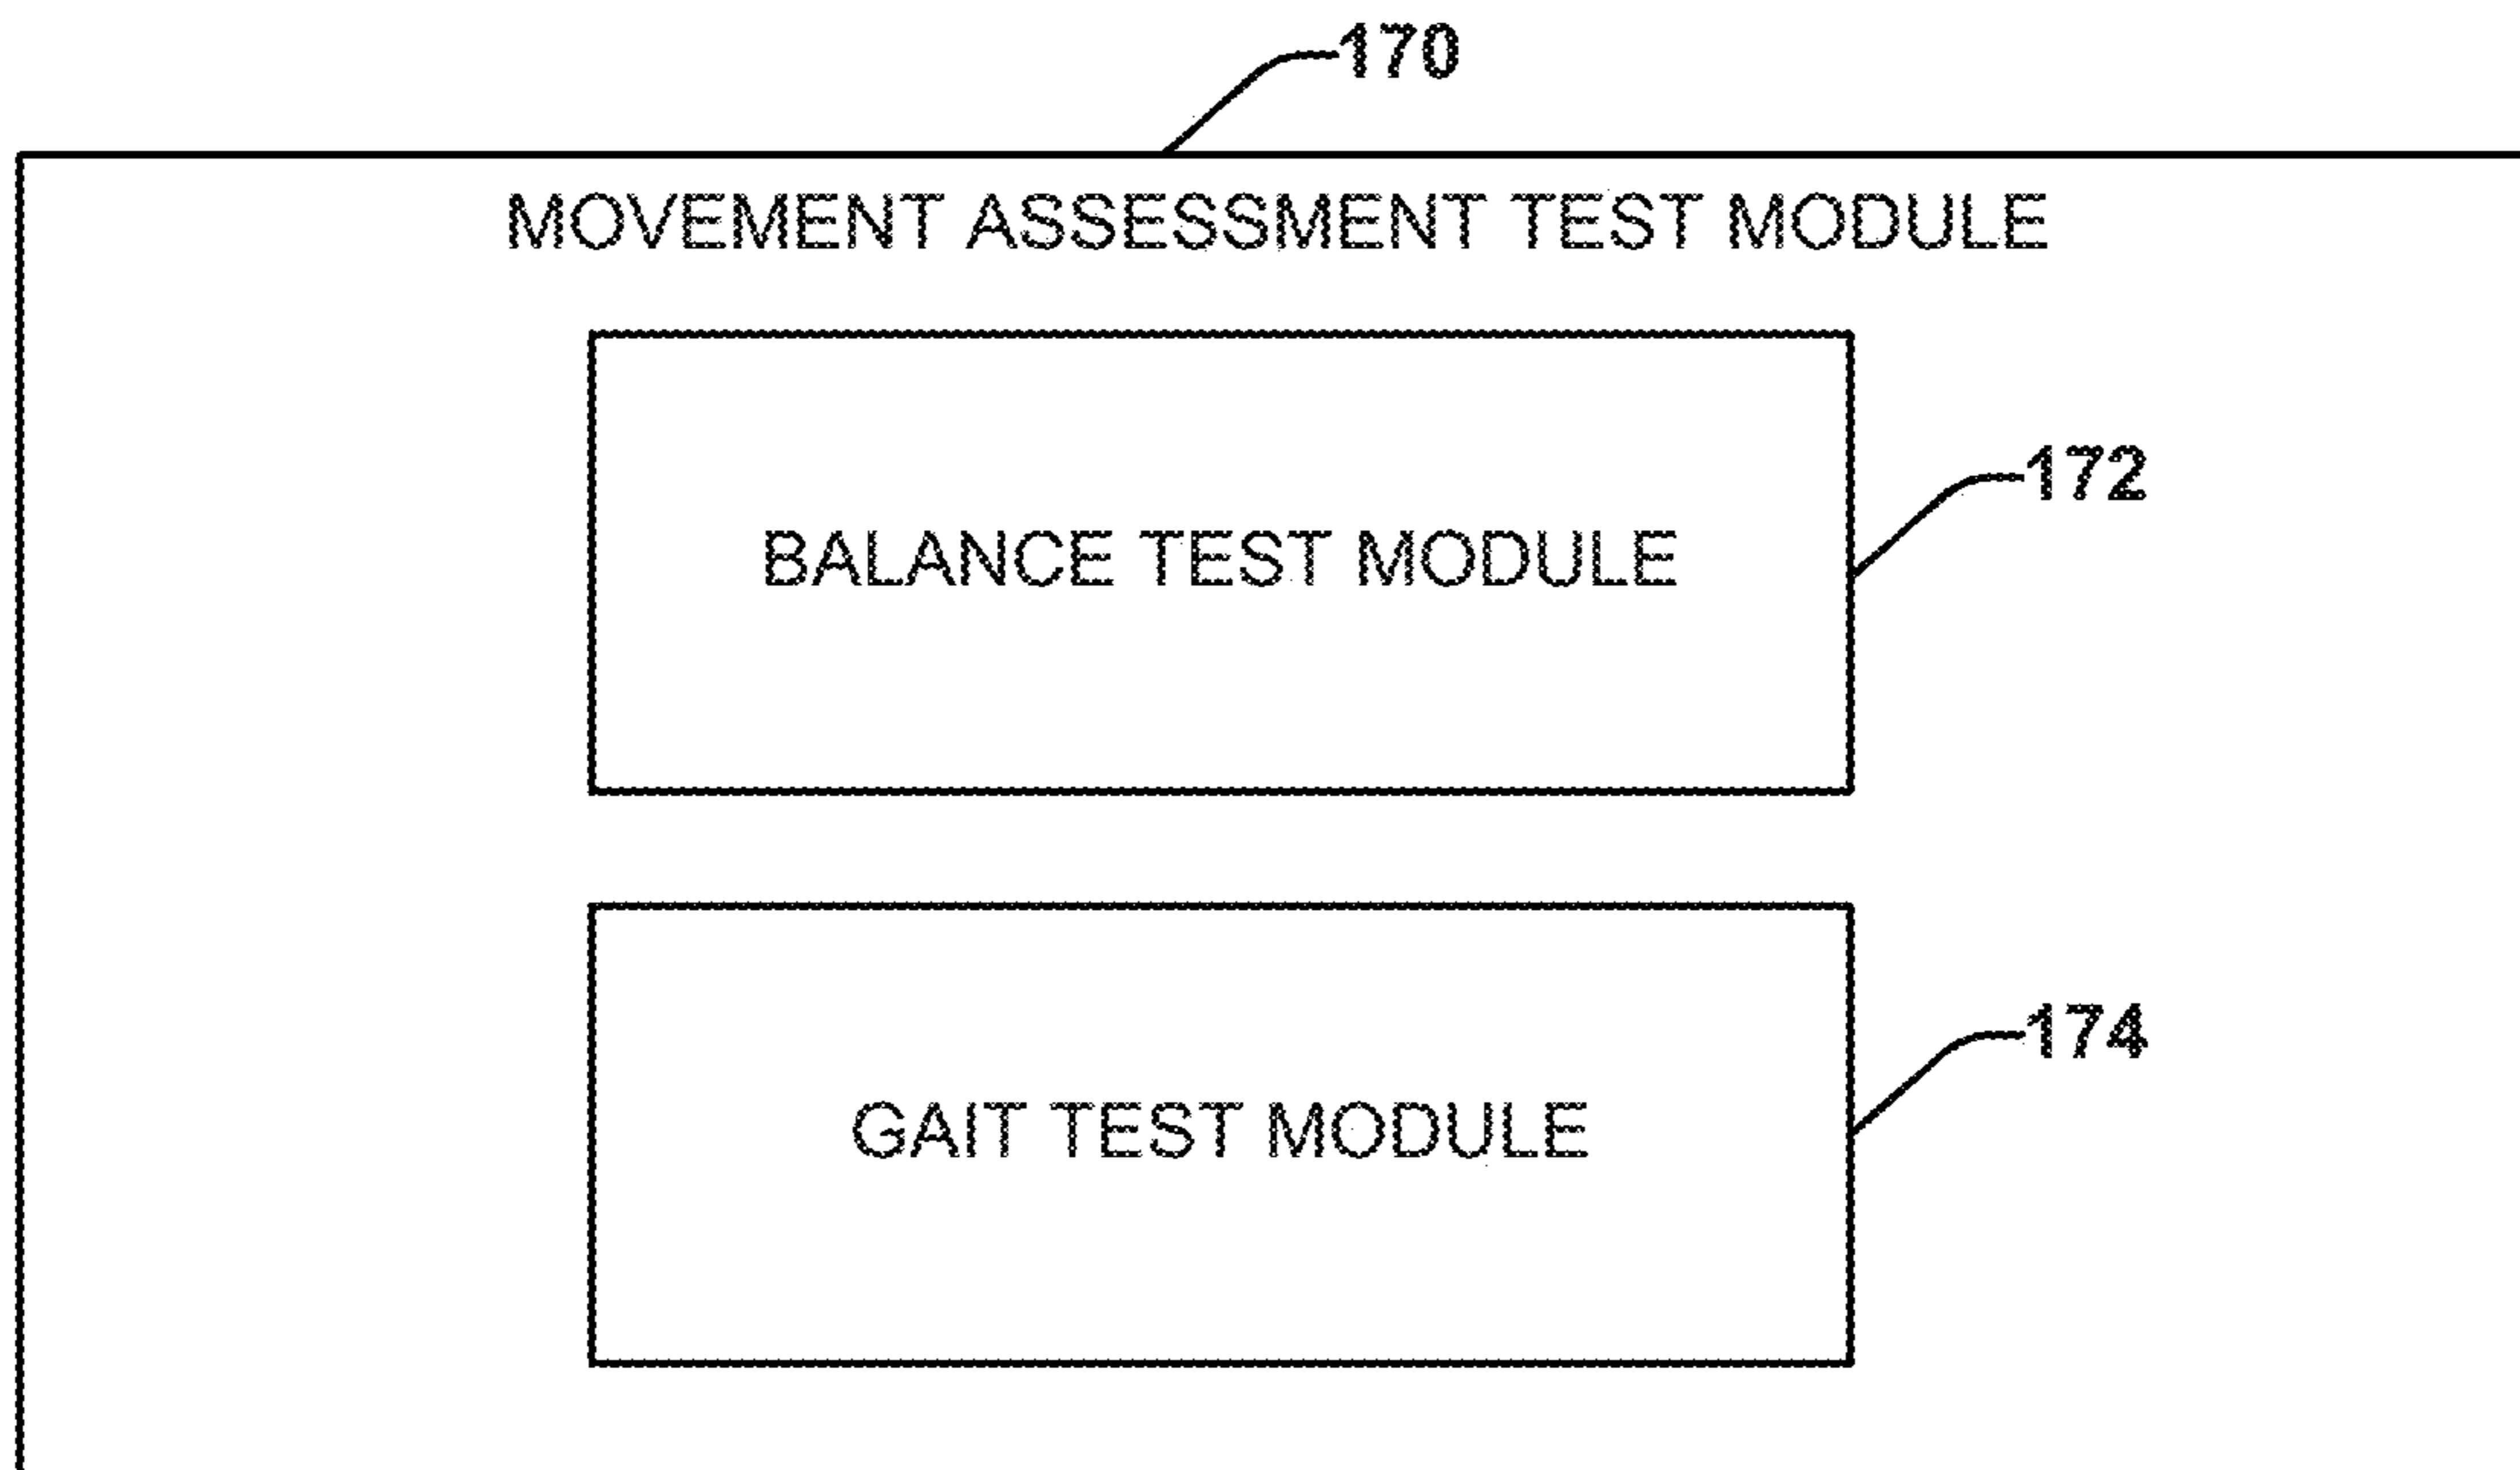 170
MOVEMENT ASSESSMENT TEST MODULE
172
BALANCE TEST MODULE
174
GAIT TEST MODULE